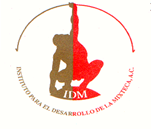 IDM
INSTITUTO PARA EL DESARROLLO DE LA MIXTECA, A.C.